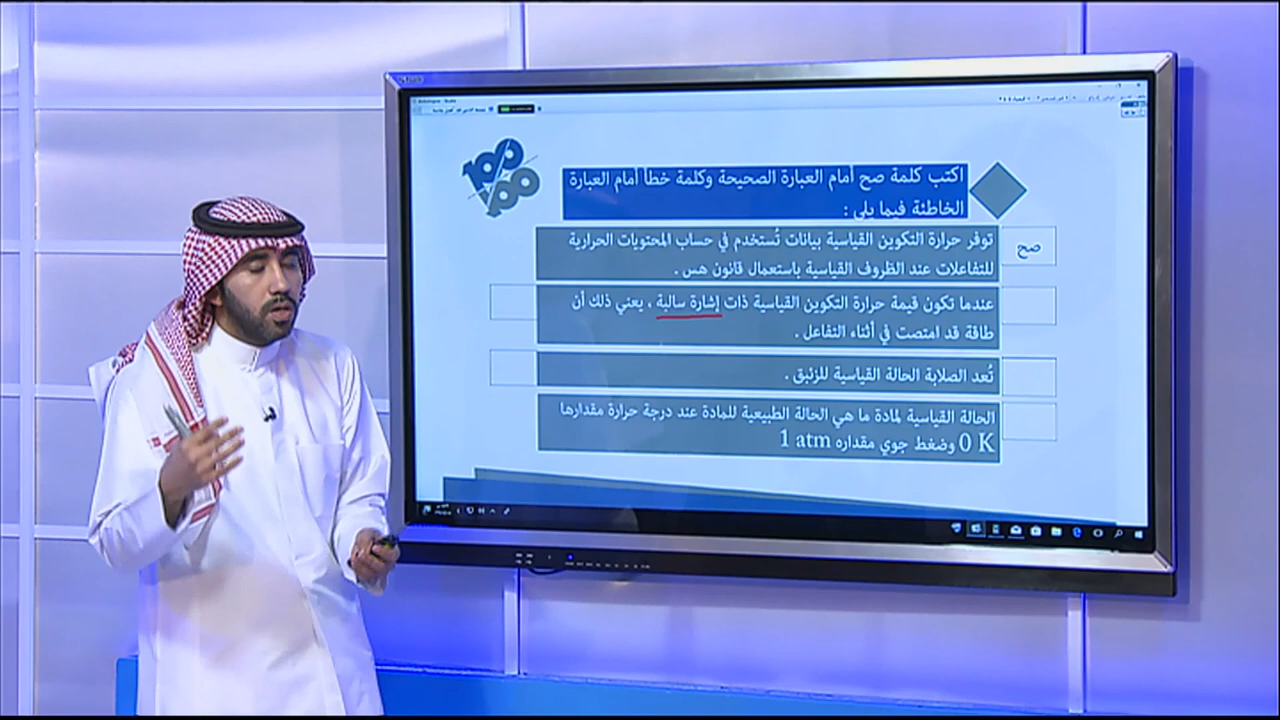 100
100
اكتب كلمة صح أمام العبارة الصحيحة وكلمة خطأ أمام العبارة
الخاطئة فيما يلي :
صح
توفر حرارة التكوين القياسية بيانات تُستخدم في حساب المحتويات الحرارية
للتفاعلات عند الظروف القياسية باستعمال قانون هس .
عندما تكون قيمة حرارة التكوين القياسية ذات إشارة سالبة ، يعني ذلك أن
طاقة قد امتصت في أثناء التفاعل .
تُعد الصلابة الحالة القياسية للزئبق .
الحالة القياسية لمادة ما هي الحالة الطبيعية للمادة عند درجة حرارة مقدارها
0 K وضغط جوي مقداره 1 atm